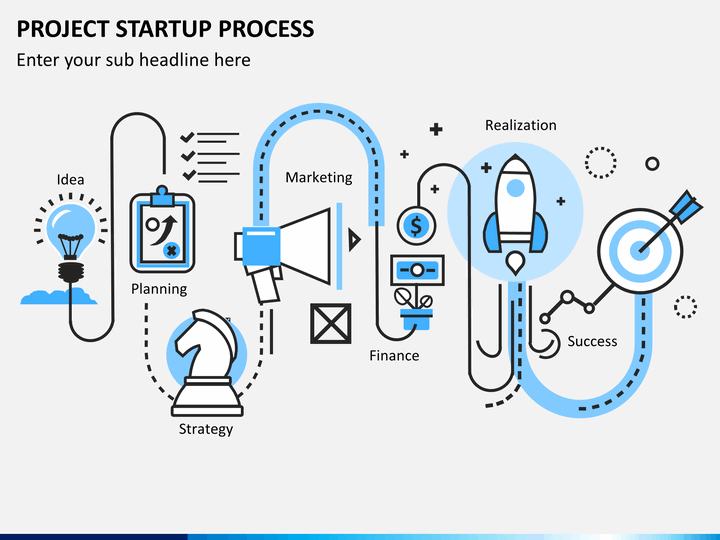 PROJECT STARTUP PROCESS
Enter your sub headline here
Idea
Planning
Strategy
Marketing
Finance
$
Realization
Success